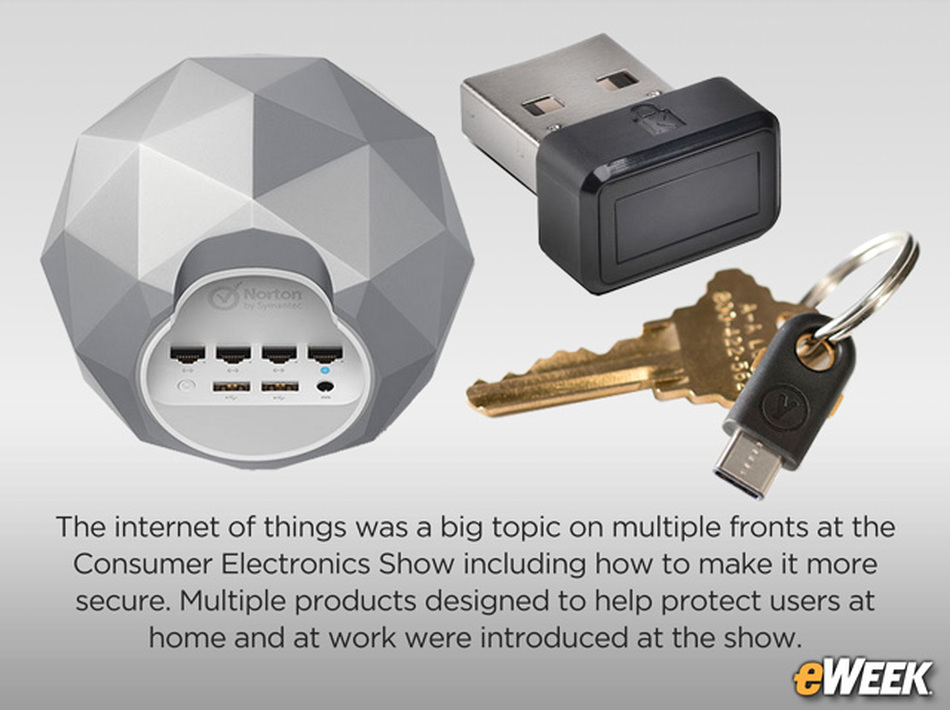 Norton
by Symantec
The internet of things was a big topic on multiple fronts at the
Consumer Electronics Show including how to make it more
secure. Multiple products designed to help protect users at
home and at work were introduced at the show.
eWEEK